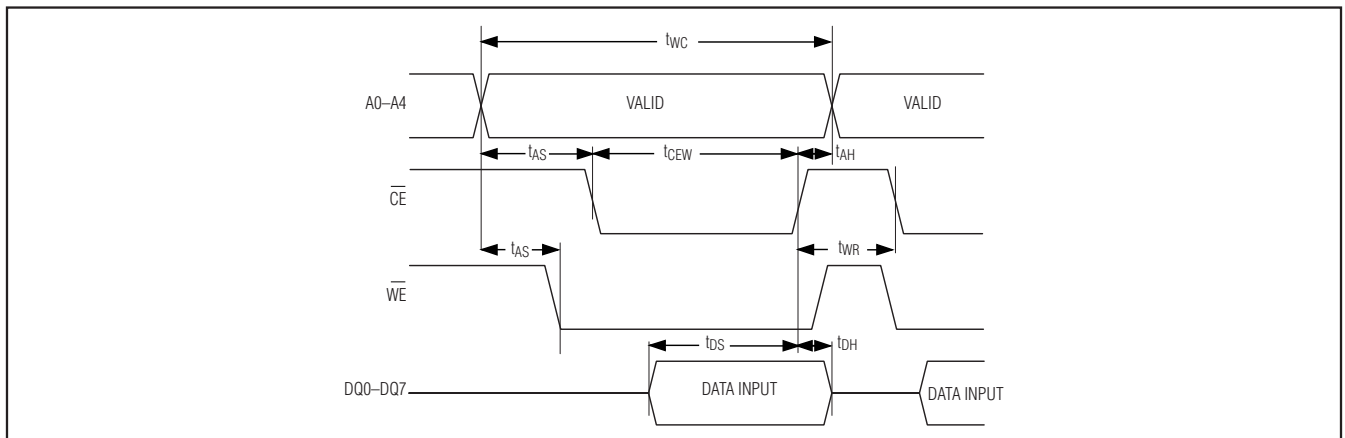 tWC
A0–A4 VALID VALID
tAS tCEW tAH
CE
tAS tWR
WE
tDS tDH
DQ0–DQ7 DATA INPUT DATA INPUT